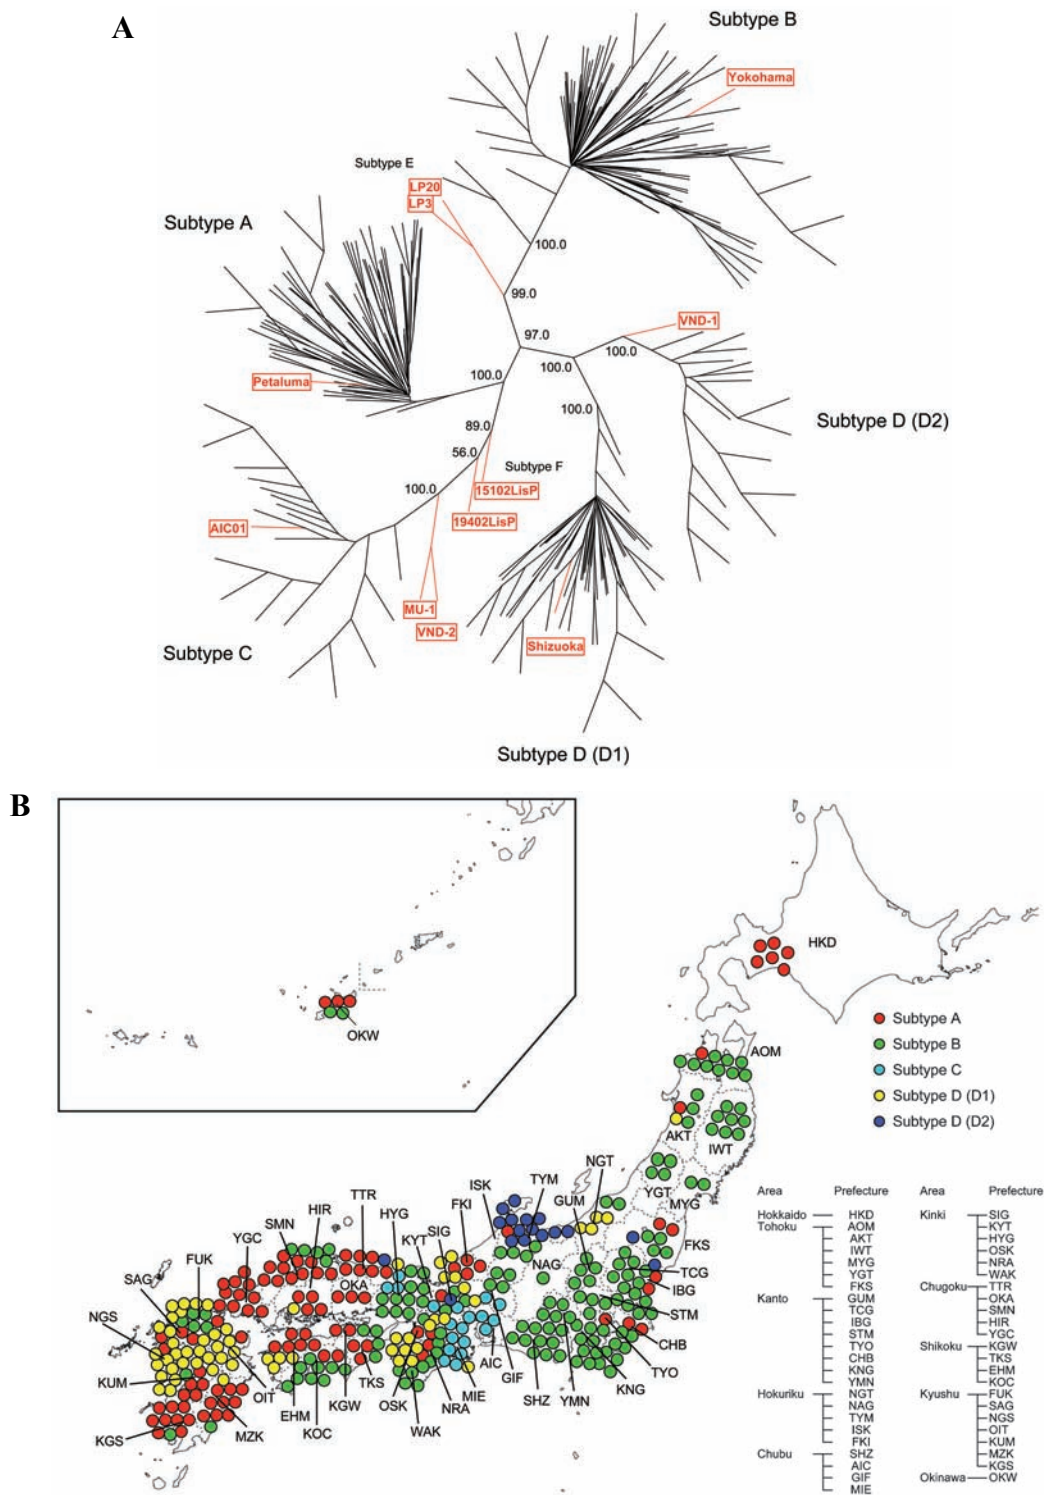 A
Subtype B
Yokohama
Subtype E
LP20
LP3
Subtype A
100.0
99.0
VND-1
97.0
100.0
100.0
100.0
Petaluma
100.0
Subtype D (D2)
89.0
56.0
Subtype F
100.0
15102LisP
19402LisP
AIC01
MU-1
VND-2
Shizuoka
Subtype C
Subtype D (D1)
B
HKD
OKW
Subtype A
Subtype B
Subtype C
Subtype D (D1)
Subtype D (D2)
AOM
AKT
IWT
NGT
TYM
ISK
GUM
YGT
MYG
TTR
HIR
SMN
HYG
FKI
SIG
KYT
YGC
FUK
SAG
NGS
OKA
NAG
FKS
TCG
IBG
STM
CHB
TYO
KNG
YMN
SHZ
GIF
AIC
MIE
NRA
WAK
OSK
TKS
KGW
KOC
EHM
OIT
MZK
KUM
KGS
Area Prefecture Area Prefecture
Hokkaido HKD Kinki SIG
Tohoku AOM KYT
AKT HYG
IWT OSK
MYG NRA
YGT WAK
FKS Chugoku TTR
Kanto GUM OKA
TCG SMN
IBG HIR
STM YGC
TYO Shikoku KGW
CHB TKS
KNG EHM
YMN KOC
Hokuriku NGT Kyushu FUK
NAG SAG
TYM NGS
ISK OIT
FKI KUM
Chubu SHZ MZK
AIC KGS
GIF Okinawa OKW
MIE